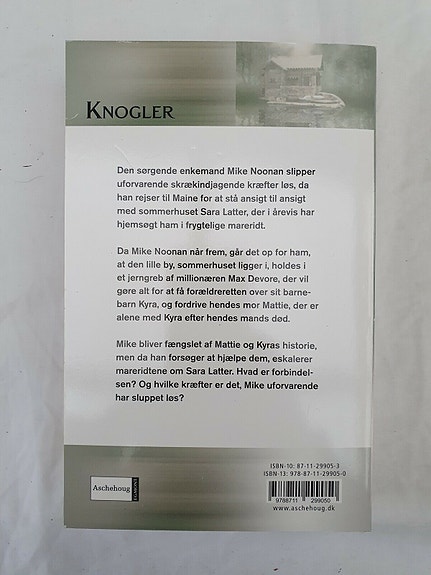 KNOGLER
Den sørgende enkemand Mike Noonan slipper
uforvarende skrækindjagende kræfter løs, da
han rejser til Maine for at stå ansigt til ansigt
med sommerhuset Sara Latter, der i årevis har
hjemsøgt ham i frygtelige mareridt.
Da Mike Noonan når frem, går det op for ham,
at den lille by, sommerhuset ligger i, holdes i
et jerngreb af millionæren Max Devore, der vil
gøre alt for at få forældreretten over sit barne-
barn Kyra, og fordrive hendes mor Mattie, der er
alene med Kyra efter hendes mands død.
Mike bliver fængslet af Mattie og Kyras historie,
men da han forsøger at hjælpe dem, eskalerer
mareridtene om Sara Latter. Hvad er forbindel-
sen? Og hvilke kræfter er det, Mike uforvarende
har sluppet løs?
Aschehoug
EGMONT
ISBN-10: 87-11-29905-3
ISBN-13: 978-87-11-29905-0
9788711 299050
www.aschehoug.dk